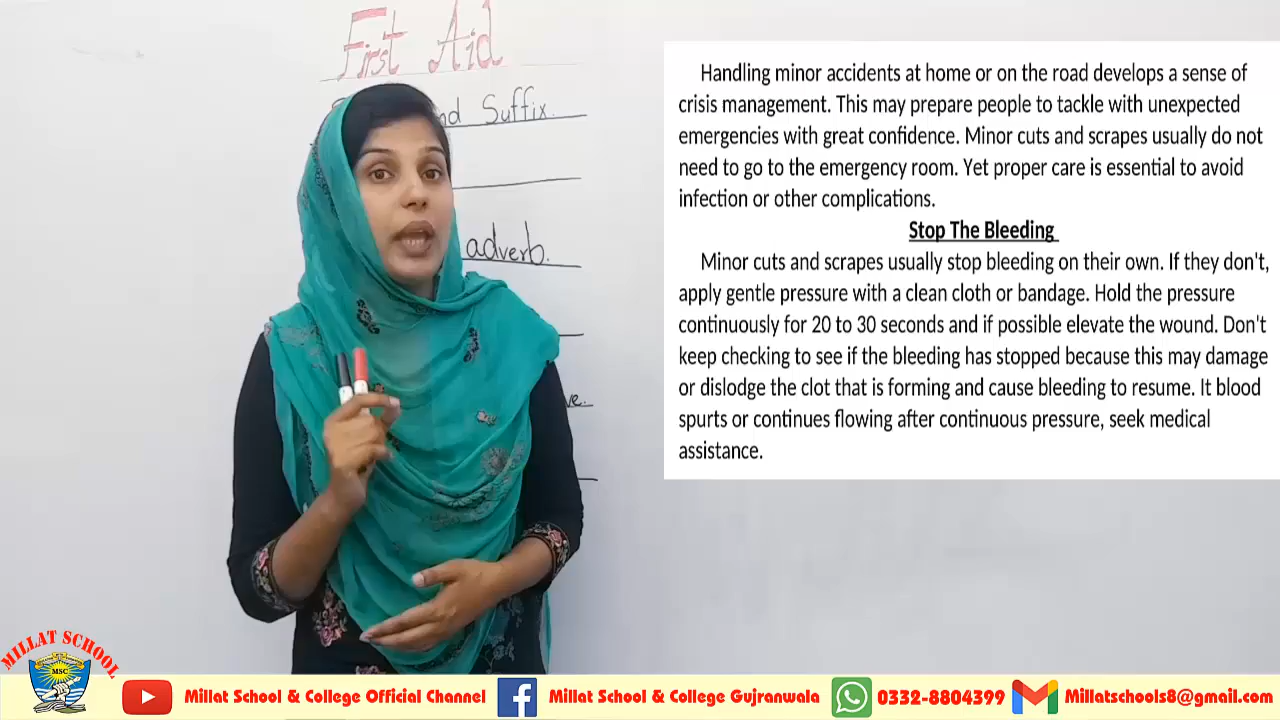 First Aid
nd Suffix.
adverb.
ve.
Handling minor accidents at home or on the road develops a sense of
crisis management. This may prepare people to tackle with unexpected
emergencies with great confidence. Minor cuts and scrapes usually do not
need to go to the emergency room. Yet proper care is essential to avoid
infection or other complications.
Stop The Bleeding
Minor cuts and scrapes usually stop bleeding on their own. If they don't,
apply gentle pressure with a clean cloth or bandage. Hold the pressure
continuously for 20 to 30 seconds and if possible elevate the wound. Don't
keep checking to see if the bleeding has stopped because this may damage
or dislodge the clot that is forming and cause bleeding to resume. It blood
spurts or continues flowing after continuous pressure, seek medical
assistance.
MILLAT SCHOOL
MSC
Millat School & College Official Channel
Millat School & College Gujranwala
0332-8804399
Millatschools8@gmail.com